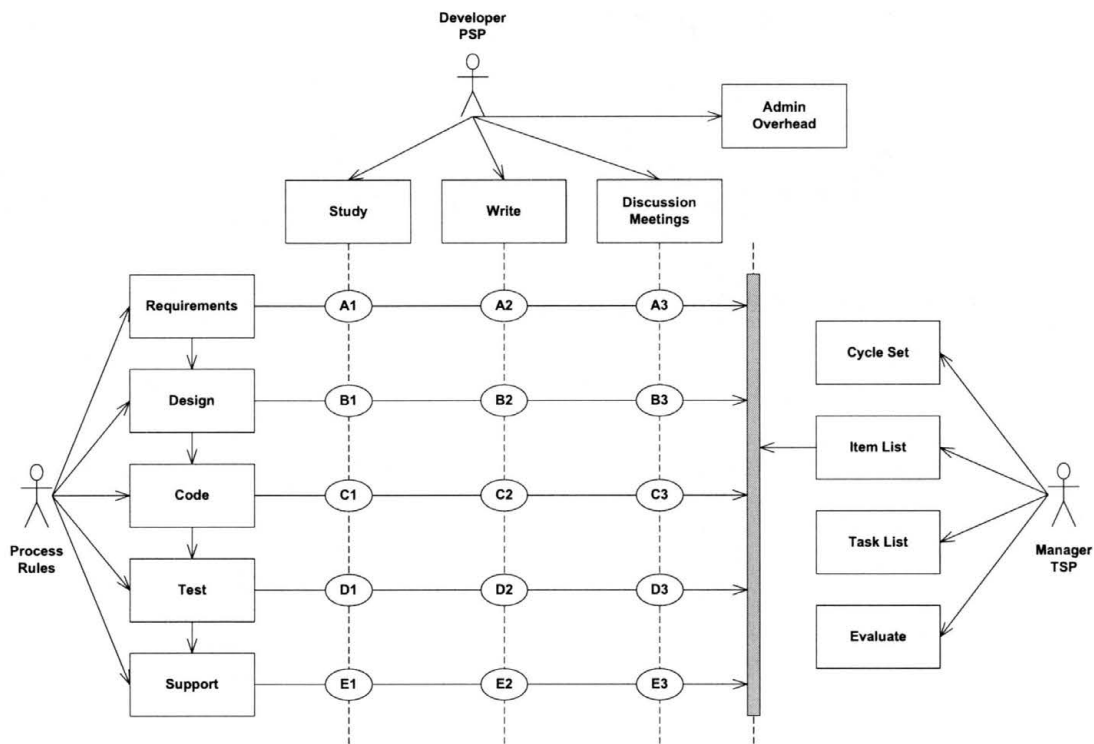 Developer
PSP
Admin
Overhead
Study
Write
Discussion
Meetings
Requirements
A1
A2
A3
Cycle Set
Design
B1
B2
B3
Item List
Code
C1
C2
C3
Process
Rules
Task List
Manager
TSP
Test
D1
D2
D3
Evaluate
Support
E1
E2
E3